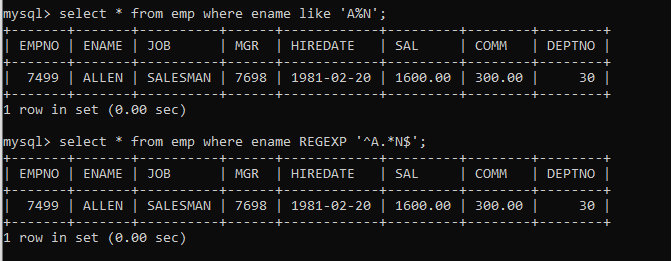 mysql> select * from emp where ename like 'A%N';
+-------+-------+----------+------+------------+---------+--------+--------+
| EMPNO | ENAME | JOB      | MGR  | HIREDATE   | SAL     | COMM   | DEPTNO |
+-------+-------+----------+------+------------+---------+--------+--------+
|  7499 | ALLEN | SALESMAN | 7698 | 1981-02-20 | 1600.00 | 300.00 |     30 |
+-------+-------+----------+------+------------+---------+--------+--------+
1 row in set (0.00 sec)
mysql> select * from emp where ename REGEXP '^A.*N$';
+-------+-------+----------+------+------------+---------+--------+--------+
| EMPNO | ENAME | JOB      | MGR  | HIREDATE   | SAL     | COMM   | DEPTNO |
+-------+-------+----------+------+------------+---------+--------+--------+
|  7499 | ALLEN | SALESMAN | 7698 | 1981-02-20 | 1600.00 | 300.00 |     30 |
+-------+-------+----------+------+------------+---------+--------+--------+
1 row in set (0.00 sec)